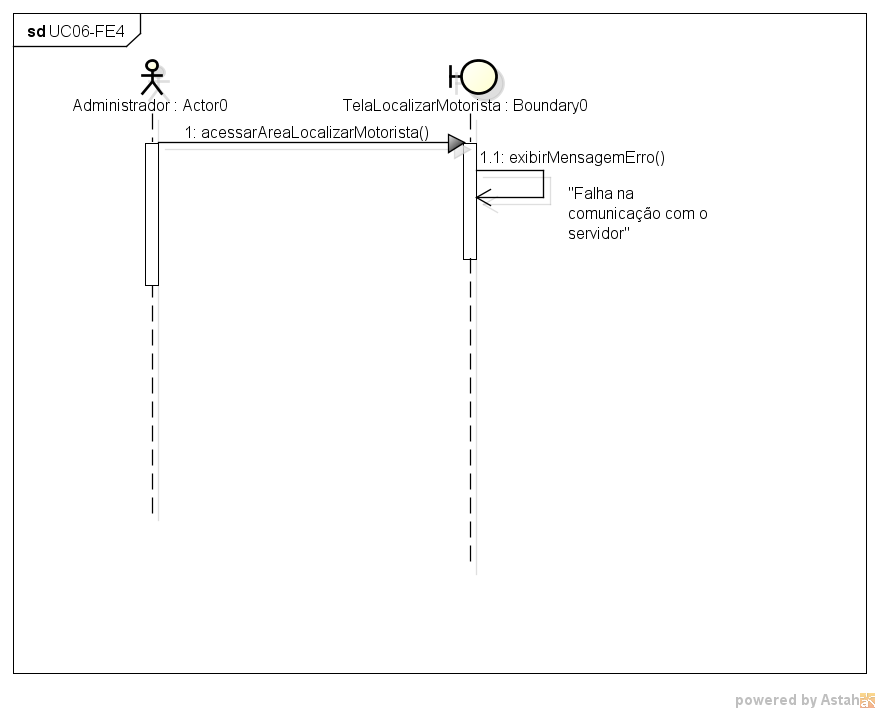 sd UC06-FE4
Administrador : Actor0
TelaLocalizarMotorista : Boundary0
1: acessarAreaLocalizarMotorista()
1.1: exibirMensagemErro()
"Falha na
comunicação com o
servidor"
powered by Astah